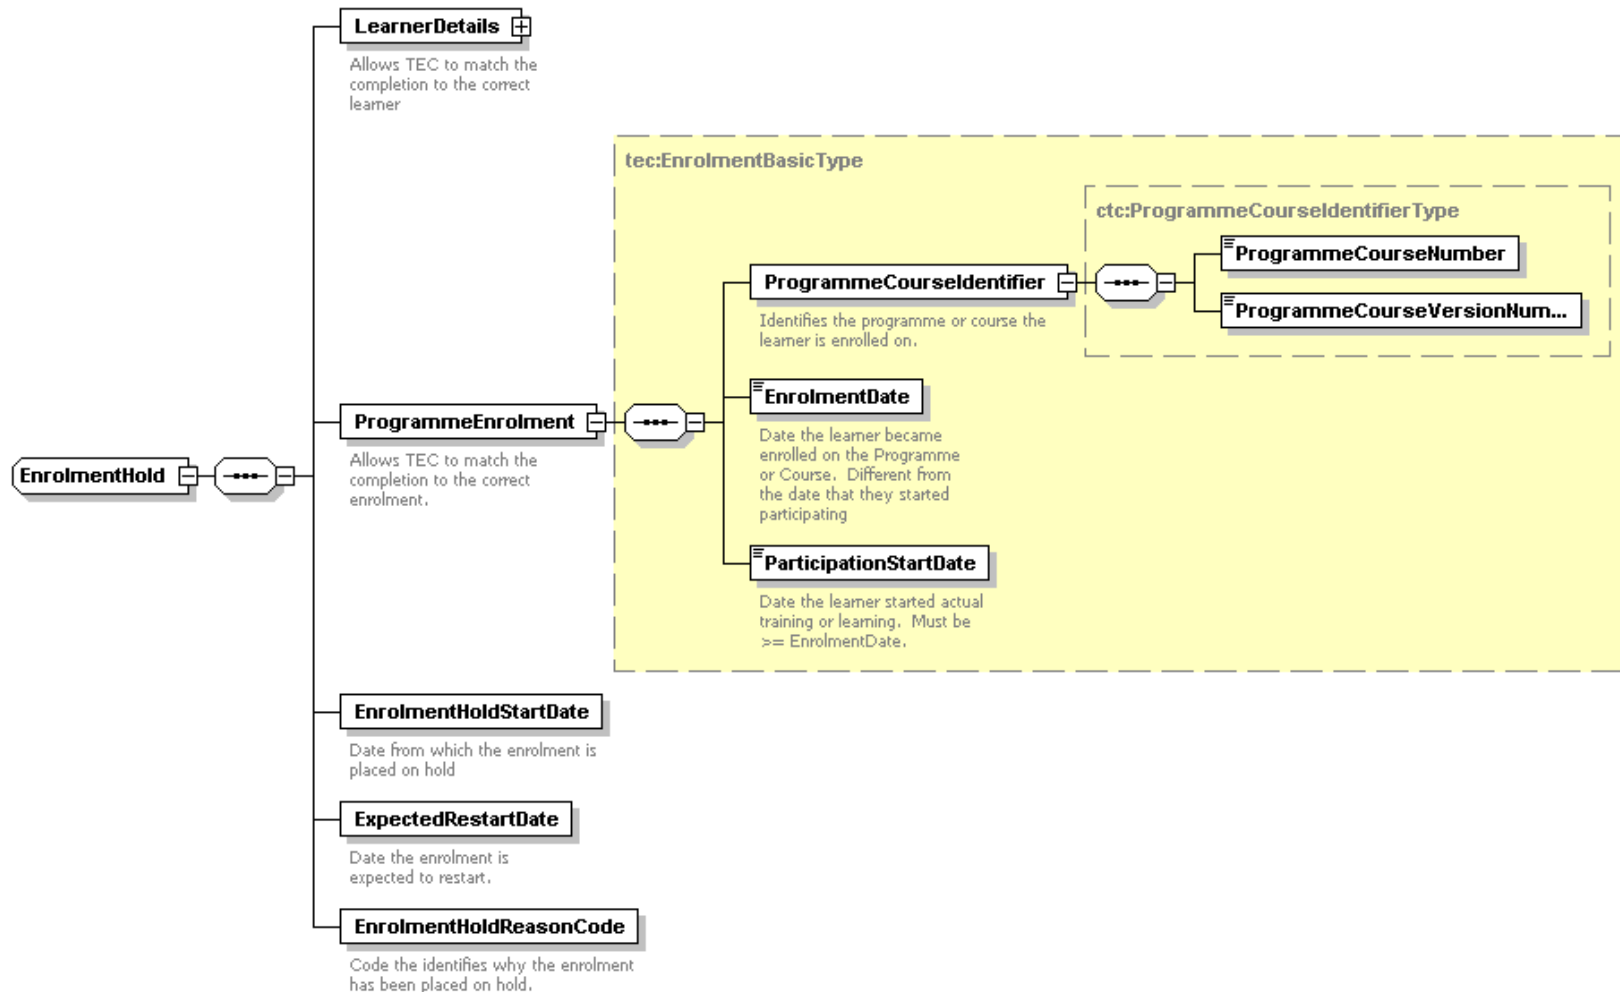 LearnerDetails
Allows TEC to match the
completion to the correct
learner
tec:EnrolmentBasicType
ctc:ProgrammeCourseIdentifierType
ProgrammeCourseNumber
ProgrammeCourseIdentifier
ProgrammeCourseVersionNum...
Identifies the programme or course the
learner is enrolled on.
EnrolmentDate
Date the learner became
enrolled on the Programme
or Course.  Different from
the date that they started
participating
ProgrammeEnrolment
Allows TEC to match the
completion to the correct
enrolment.
EnrolmentHold
ParticipationStartDate
Date the learner started actual
training or learning.  Must be
>= EnrolmentDate.
EnrolmentHoldStartDate
Date from which the enrolment is
placed on hold
ExpectedRestartDate
Date the enrolment is
expected to restart.
EnrolmentHoldReasonCode
Code the identifies why the enrolment
has been placed on hold.